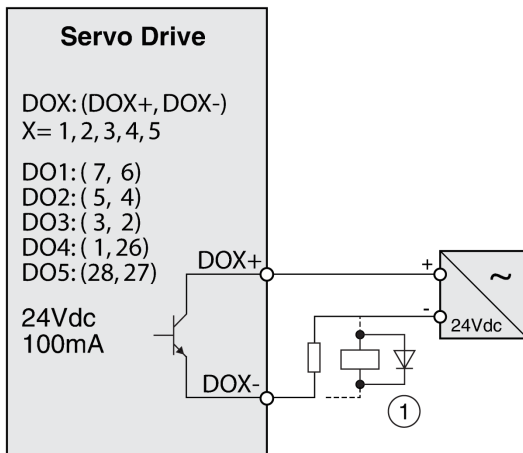 Servo Drive
DOX: (DOX+, DOX-)
X= 1, 2, 3, 4, 5
DO1: ( 7, 6)
DO2: ( 5, 4)
DO3: ( 3, 2)
DO4: ( 1, 26)
DO5: (28, 27)
24Vdc
100mA
DOX+
DOX-
+
~
-
24Vdc
1